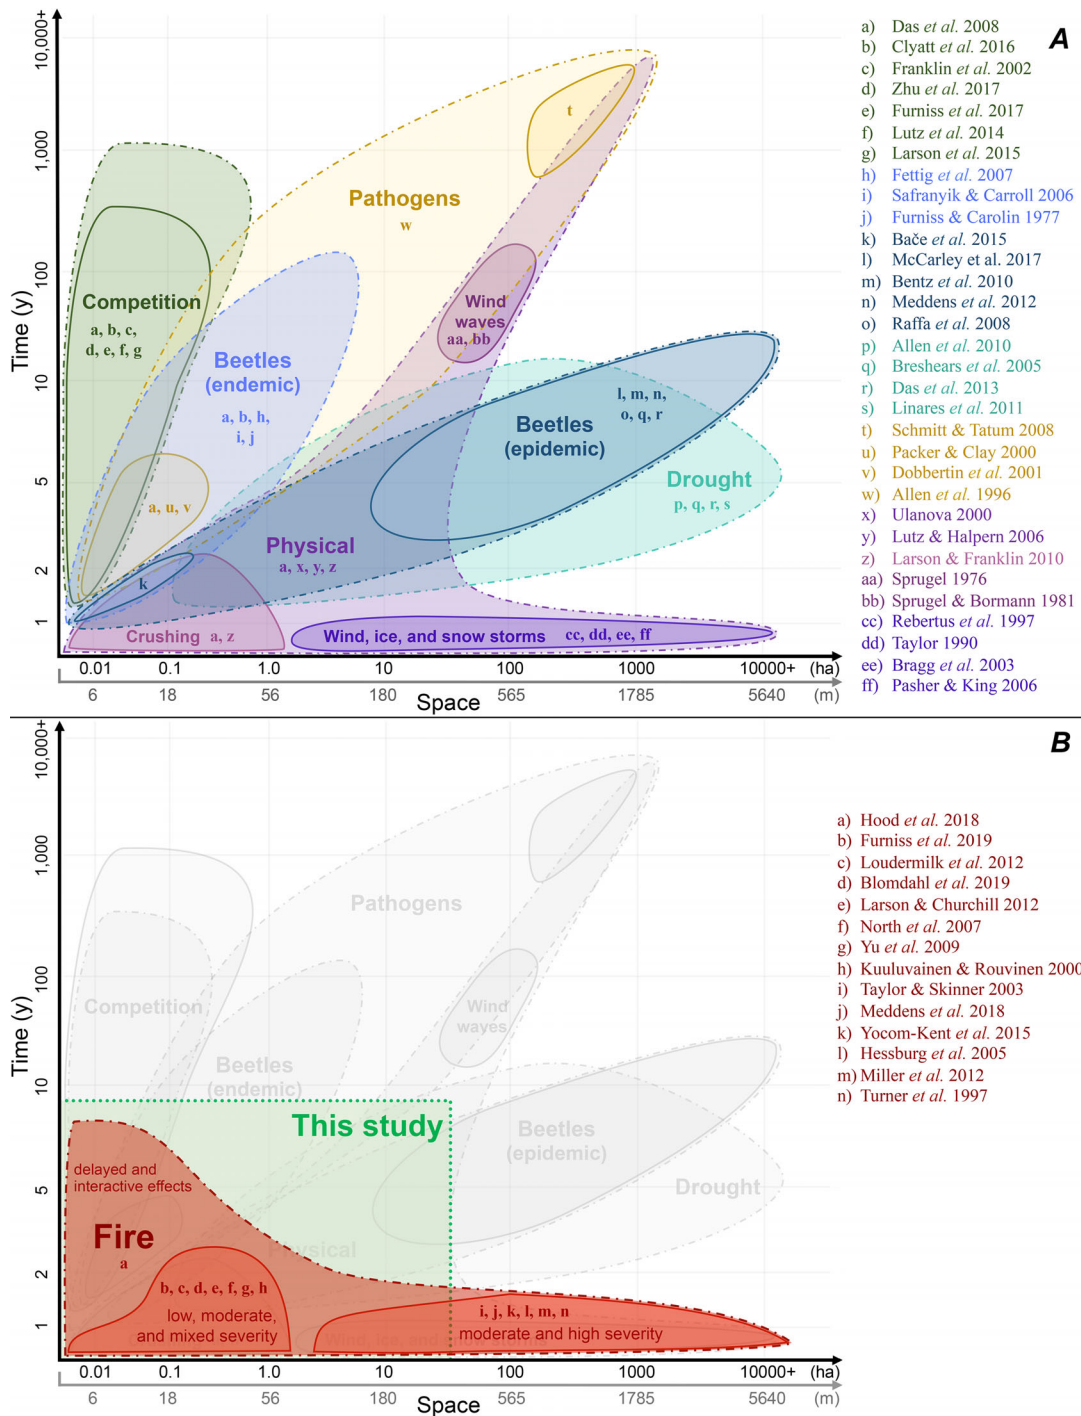 A
10,000+
1,000
100
10
5
2
1
Time (y)
Pathogens
w
t
Competition
a, b, c,
d, e, f, g
Beetles
(endemic)
a, b, h,
i, j
Wind
waves
aa, bb
l, m, n,
o, q, r
Beetles
(epidemic)
Drought
p, q, r, s
a, u, v
k
Physical
a, x, y, z
Crushing a, z
Wind, ice, and snow storms cc, dd, ee, ff
0.01 0.1 1.0 10 100 1000 10000+ (ha)
6 18 56 180 565 1785 5640 (m)
Space
a) Das et al. 2008
b) Clyatt et al. 2016
c) Franklin et al. 2002
d) Zhu et al. 2017
e) Furniss et al. 2017
f) Lutz et al. 2014
g) Larson et al. 2015
h) Fettig et al. 2007
i) Safranyik & Carroll 2006
j) Furniss & Carolin 1977
k) Bače et al. 2015
l) McCarley et al. 2017
m) Bentz et al. 2010
n) Meddens et al. 2012
o) Raffa et al. 2008
p) Allen et al. 2010
q) Breshears et al. 2005
r) Das et al. 2013
s) Linares et al. 2011
t) Schmitt & Tatum 2008
u) Packer & Clay 2000
v) Dobbertin et al. 2001
w) Allen et al. 1996
x) Ulanova 2000
y) Lutz & Halpern 2006
z) Larson & Franklin 2010
aa) Sprugel 1976
bb) Sprugel & Bormann 1981
cc) Rebertus et al. 1997
dd) Taylor 1990
ee) Bragg et al. 2003
ff) Pasher & King 2006
B
10,000+
1,000
100
10
5
2
1
Time (y)
Pathogens
Competition
Wind
waves
Beetles
(endemic)
This study
Beetles
(epidemic)
Drought
delayed and
interactive effects
Fire
a
Physical
b, c, d, e, f, g, h
low, moderate,
and mixed severity
i, j, k, l, m, n
moderate and high severity
Wind, ice, and snow storms
0.01 0.1 1.0 10 100 1000 10000+ (ha)
6 18 56 180 565 1785 5640 (m)
Space
a) Hood et al. 2018
b) Furniss et al. 2019
c) Loudermilk et al. 2012
d) Blomdahl et al. 2019
e) Larson & Churchill 2012
f) North et al. 2007
g) Yu et al. 2009
h) Kuuluvainen & Rouvinen 2000
i) Taylor & Skinner 2003
j) Meddens et al. 2018
k) Yocom-Kent et al. 2015
l) Hessburg et al. 2005
m) Miller et al. 2012
n) Turner et al. 1997